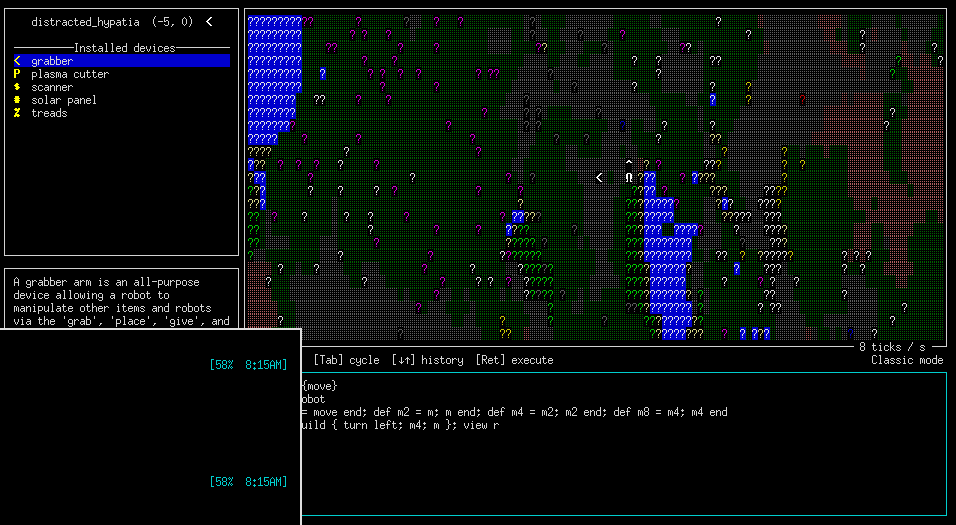 distracted_hypatia (-5, 0) <
Installed devices
< grabber
P plasma cutter
$ scanner
solar panel
% treads
A grabber arm is an all-purpose
device allowing a robot to
manipulate other items and robots
via the 'grab', 'place', 'give', and
8 ticks / s
[Tab] cycle [↓↑] history [Ret] execute
Classic mode
{move}
obot
= move end; def m2 = m; m end; def m4 = m2; m2 end; def m8 = m4; m4 end
uild { turn left; m4; m }; view r
[58% 8:15AM]
[58% 8:15AM]